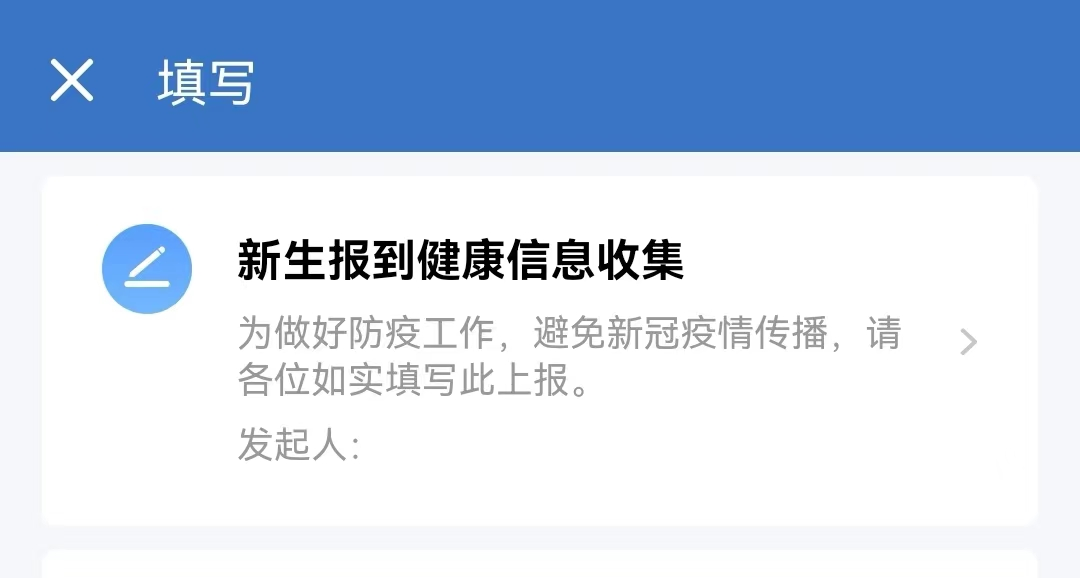 填写
新生报到健康信息收集
为做好防疫工作，避免新冠疫情传播，请
各位如实填写此上报。
发起人：